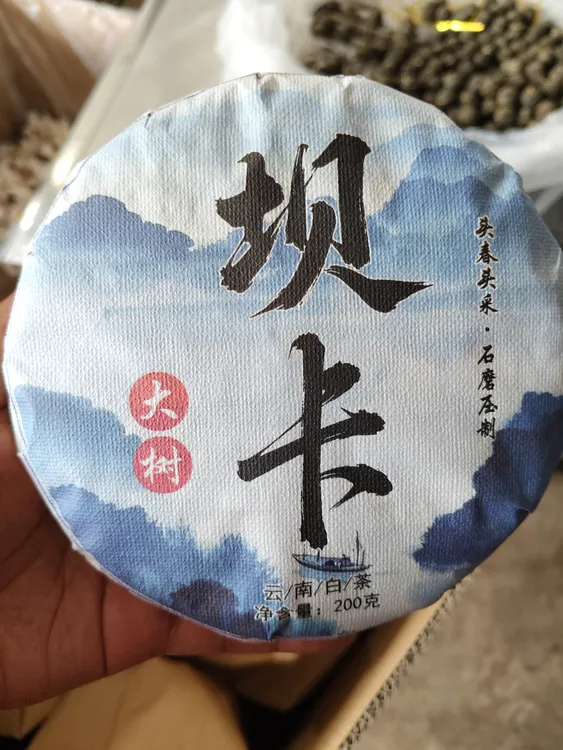 坝卡
头春头采·石磨压制
大树
云/南/白/茶
净含量：200克